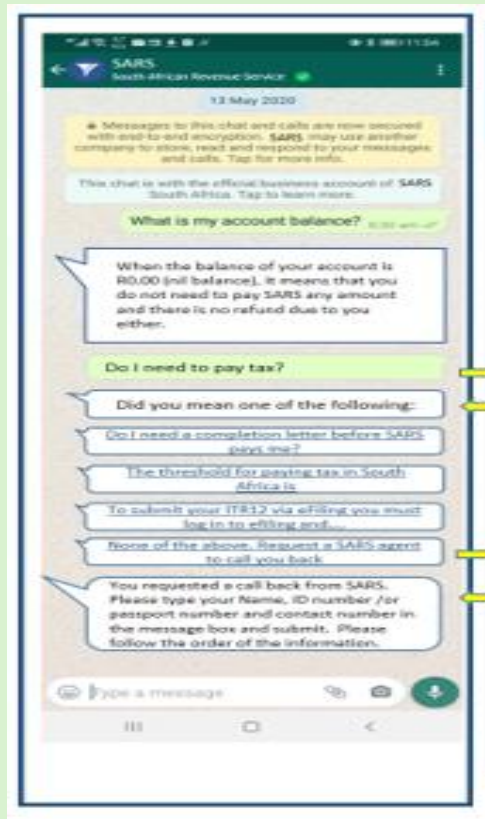 11:54
SARS
South African Revenue Service
13 May 2020
Messages to this chat and calls are now secured
with end-to-end encryption. SARS may use another
company to store, read and respond to your messages
and calls. Tap for more info.
This chat is with the official business account of SARS
South Africa. Tap to learn more.
What is my account balance?
When the balance of your account is
R0.00 (nil balance), it means that you
do not need to pay SARS any amount
and there is no refund due to you
either.
Do I need to pay tax?
Did you mean one of the following:
Do I need a completion letter before SARS
pays me?
The threshold for paying tax in South
Africa is
To submit your ITR12 via efiling you must
log in to efiling and....
None of the above. Request a SARS agent
to call you back
You requested a call back from SARS.
Please type your Name, ID number /or
passport number and contact number in
the message box and submit. Please
follow the order of the information.
Type a message